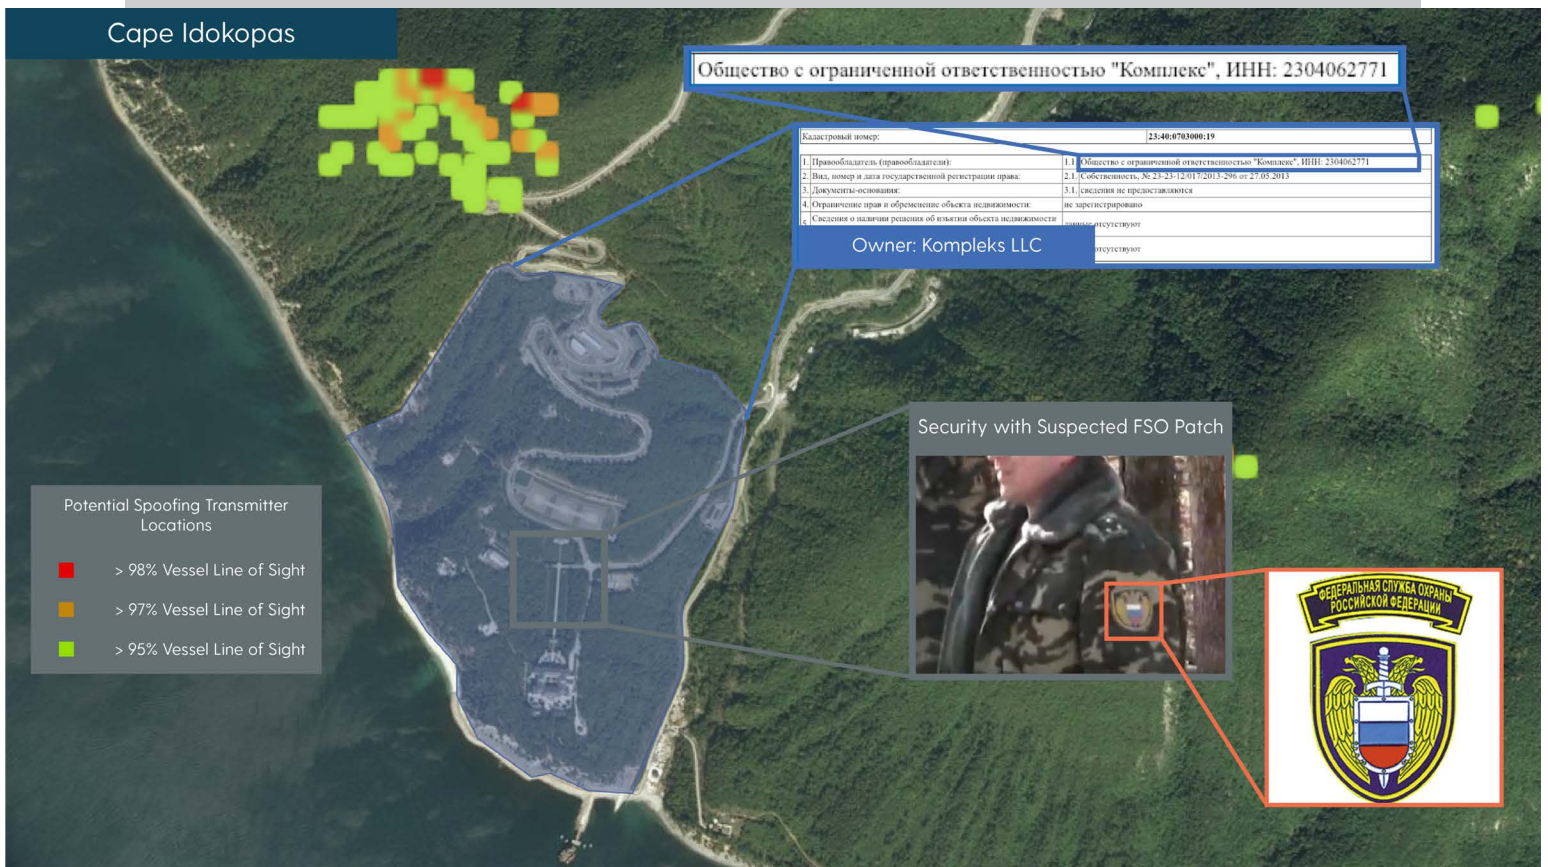 Cape Idokopas
Общество с ограниченной ответственностью "Комплекс", ИНН: 2304062771
Кадастровый номер: 23:40:0703000:19
1. Правообладатель (правообладатели): 1.1. Общество с ограниченной ответственностью "Комплекс", ИНН: 2304062771
2. Вид, номер и дата государственной регистрации права: 2.1. Собственность, № 23-23-12/017/2013-296 от 27.05.2013
3. Документы-основания: 3.1. сведения не предоставляются
4. Ограничение прав и обременение объекта недвижимости: не зарегистрировано
5. Сведения о наличии решения об изъятии объекта недвижимости
отсутствуют
Owner: Kompleks LLC
отсутствуют
Security with Suspected FSO Patch
Potential Spoofing Transmitter
Locations
> 98% Vessel Line of Sight
> 97% Vessel Line of Sight
> 95% Vessel Line of Sight
ФЕДЕРАЛЬНАЯ СЛУЖБА ОХРАНЫ
РОССИЙСКОЙ ФЕДЕРАЦИИ